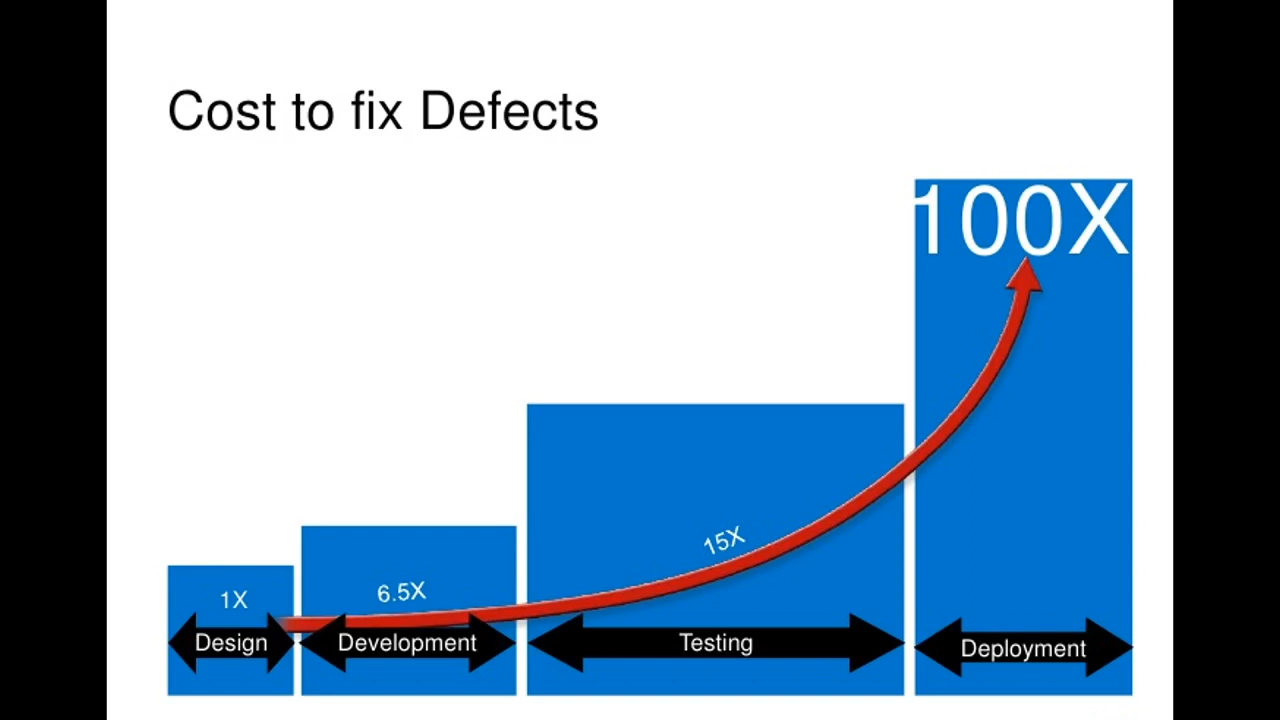 Cost to fix Defects
100X
15X
6.5X
1X
Design
Development
Testing
Deployment